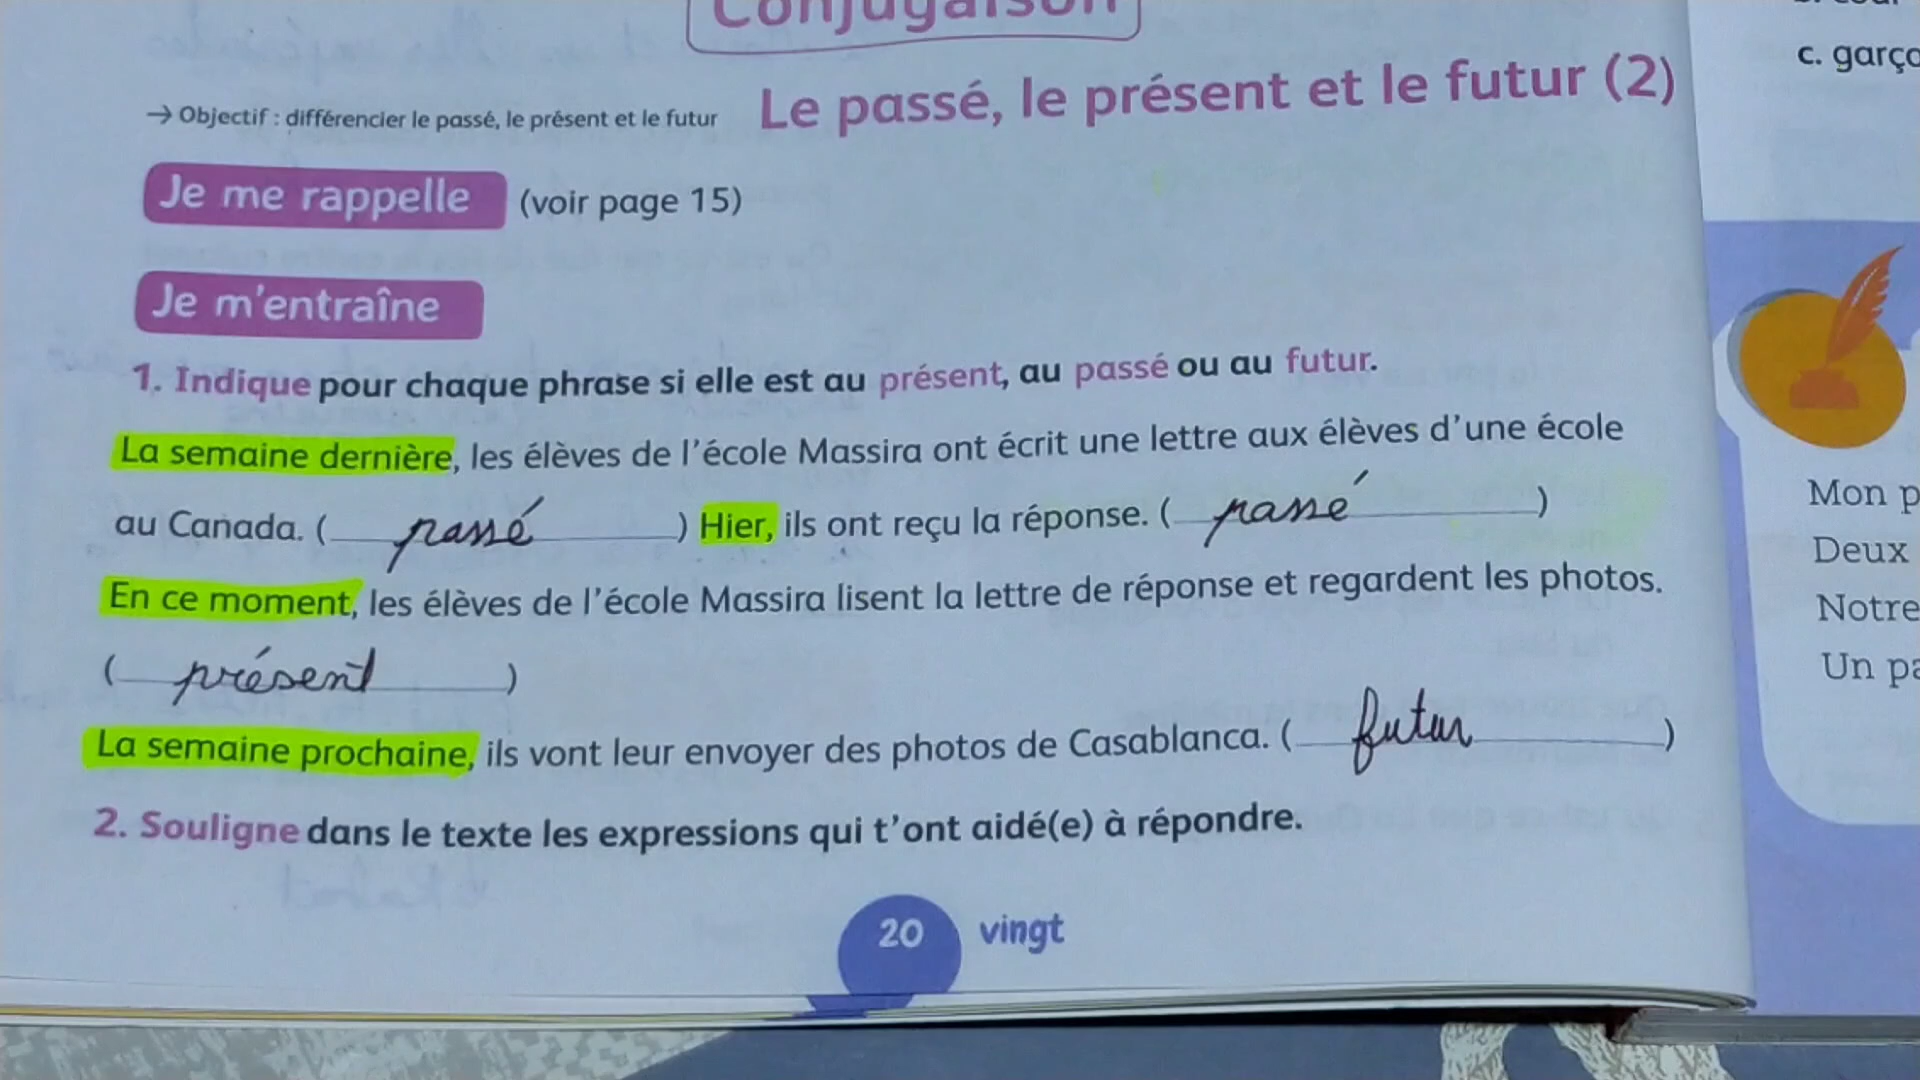 Conjugaison
→ Objectif : différencier le passé, le présent et le futur
Le passé, le présent et le futur (2)
Je me rappelle (voir page 15)
Je m'entraîne
1. Indique pour chaque phrase si elle est au présent, au passé ou au futur.
La semaine dernière, les élèves de l'école Massira ont écrit une lettre aux élèves d'une école
au Canada. ( passé ) Hier, ils ont reçu la réponse. ( passé )
En ce moment, les élèves de l'école Massira lisent la lettre de réponse et regardent les photos.
( présent )
La semaine prochaine, ils vont leur envoyer des photos de Casablanca. ( futur )
2. Souligne dans le texte les expressions qui t'ont aidé(e) à répondre.
20 vingt
c. garço
Mon p
Deux
Notre
Un pa